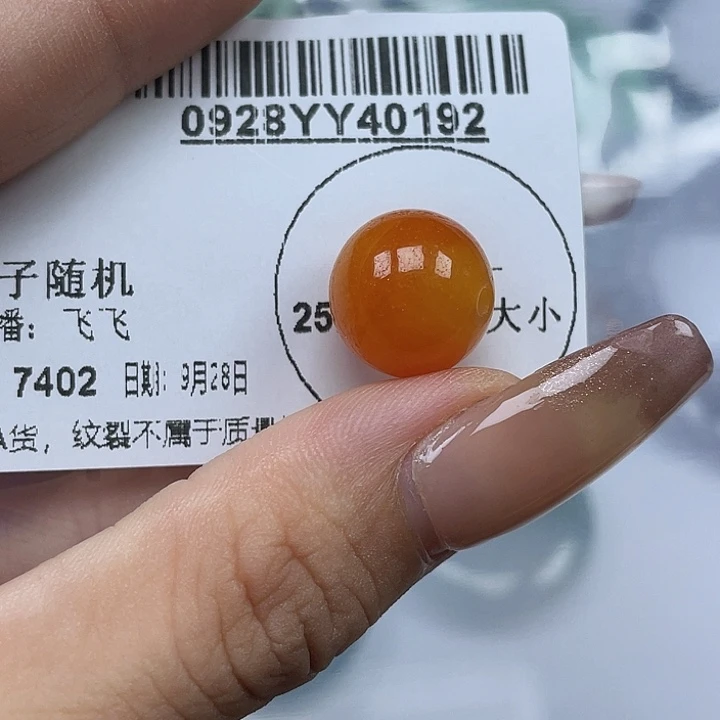 0928YY40192
子随机
播: 飞飞
25 大小
7402 日期: 9月28日
A货, 纹裂不属于质